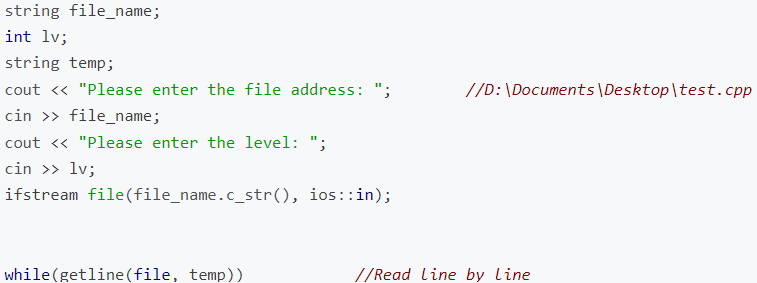 string file_name;
int lv;
string temp;
cout << "Please enter the file address: ";        //D:\Documents\Desktop\test.cpp
cin >> file_name;
cout << "Please enter the level: ";
cin >> lv;
ifstream file(file_name.c_str(), ios::in);
while(getline(file, temp))            //Read line by line